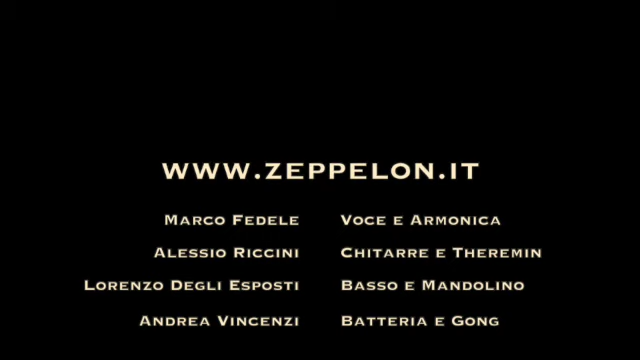 WWW.ZEPPELON.IT
MARCO FEDELE VOCE E ARMONICA
ALESSIO RICCINI CHITARRE E THEREMIN
LORENZO DEGLI ESPOSTI BASSO E MANDOLINO
ANDREA VINCENZI BATTERIA E GONG